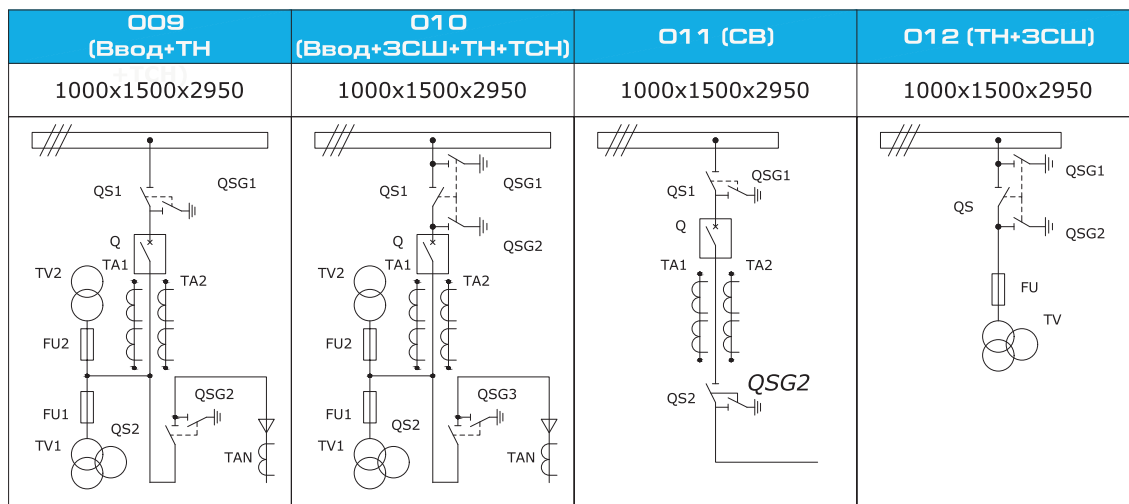 009
(Ввод+ТН
+ТСН)
010
(Ввод+ЗСШ+ТН+ТСН)
011 (СВ)
012 (ТН+ЗСШ)
1000x1500x2950
1000x1500x2950
1000x1500x2950
1000x1500x2950
QS1
QSG1
Q
TA1
TA2
TV2
FU2
FU1
QS2
QSG2
TV1
TAN
QSG1
QS1
QSG2
Q
TA1
TA2
TV2
FU2
FU1
QS2
QSG3
TV1
TAN
QS1
QSG1
Q
TA1
TA2
QS2
QSG2
QSG1
QS
QSG2
FU
TV